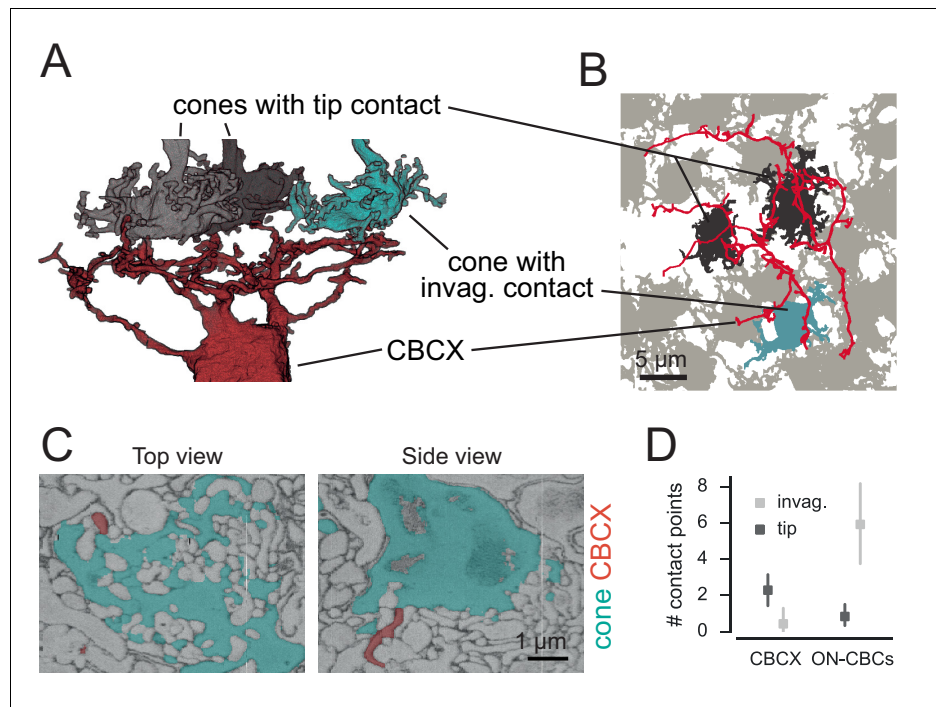 A
B
cones with tip contact
cone with
invag. contact
CBCX
5 µm
C
Top view
Side view
cone CBCX
1 µm
D
# contact points
8
6
4
2
0
invag.
tip
CBCX
ON-CBCs